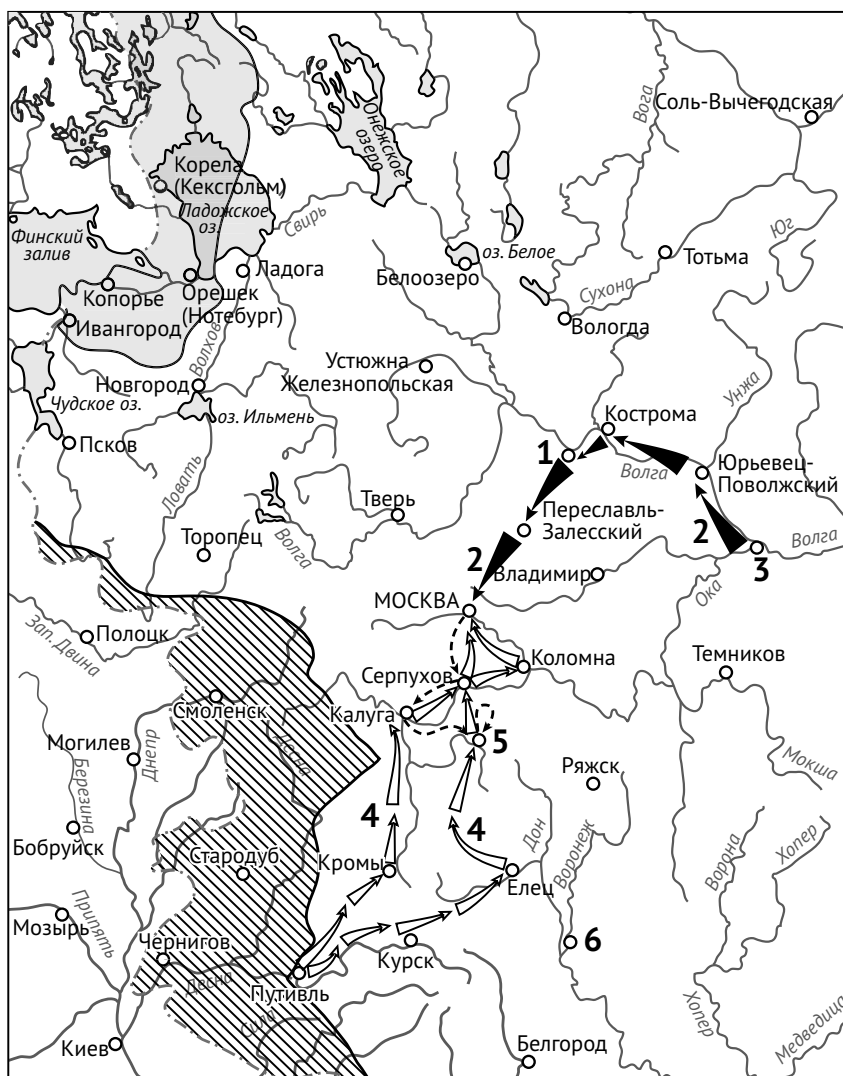 Соль-Вычегодская
Вога
Онежское
озеро
Корела
(Кексгольм)
Ладожское
оз.
Свирь
Юг
Финский
залив
оз. Белое
Тотьма
Ладога
Белоозеро
Копорье
Орешек
(Нотебург)
Сухона
Ивангород
Вологда
Волхов
Устюжна
Железнопольская
Новгород
Унжа
Чудское оз.
оз. Ильмень
Кострома
Псков
1
Волга
Юрьевец-
Поволжский
Ловать
Тверь
Переславль-
Залесский
2
Торопец
Волга
2
Владимир
3
Волга
Ока
МОСКВА
Зап. Двина
Полоцк
Коломна
Темников
Серпухов
Смоленск
Калуга
Десна
5
Могилев
Днепр
Ряжск
Мокша
Березина
4
4
Дон
Воронеж
Ворона
Хопер
Бобруйск
Стародуб
Кромы
Елец
Припять
Мозырь
6
Чернигов
Курск
Десна
Путивль
Сила
Хопер
Медведица
Киев
Белгород